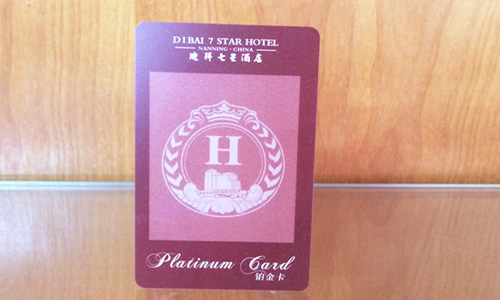 DIBAI 7 STAR HOTEL
NANNING · CHINA
迪拜七星酒店
H
Platinum Card
铂金卡